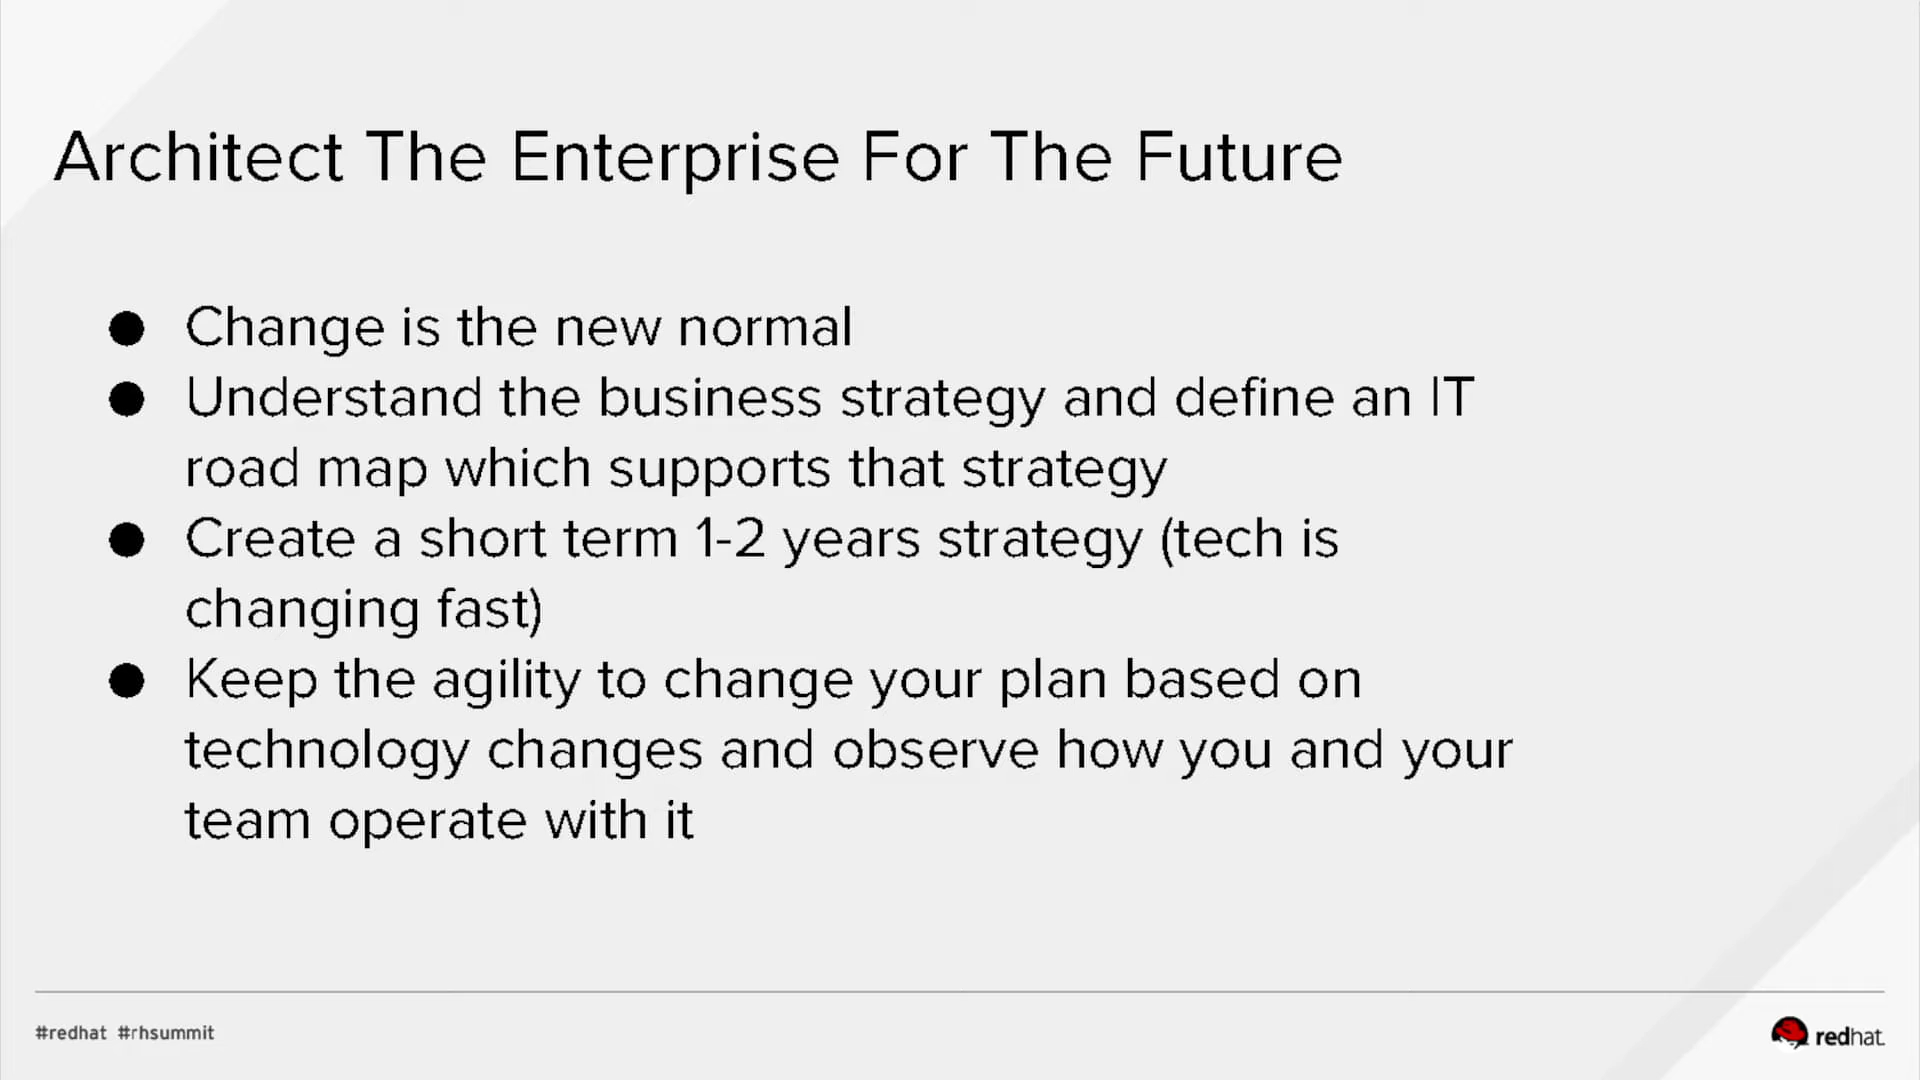 Architect The Enterprise For The Future
● Change is the new normal
● Understand the business strategy and define an IT
road map which supports that strategy
● Create a short term 1-2 years strategy (tech is
changing fast)
● Keep the agility to change your plan based on
technology changes and observe how you and your
team operate with it
#redhat #rhsummit
redhat